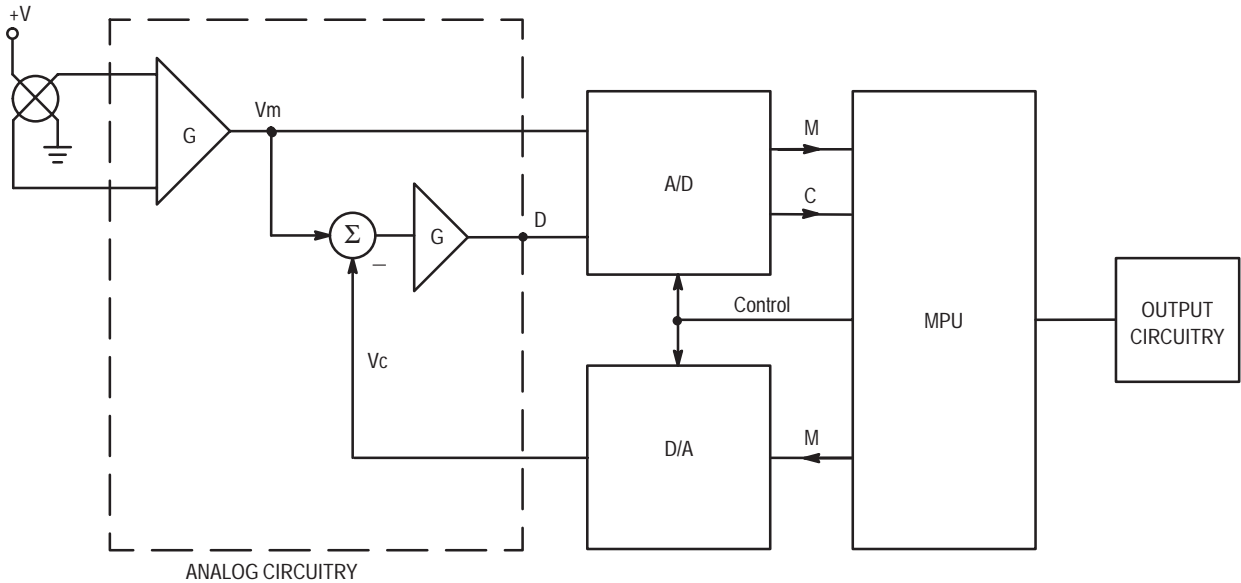 +V
G
Vm
Σ
−
G
D
Vc
A/D
M
C
Control
D/A
M
MPU
OUTPUT
CIRCUITRY
ANALOG CIRCUITRY